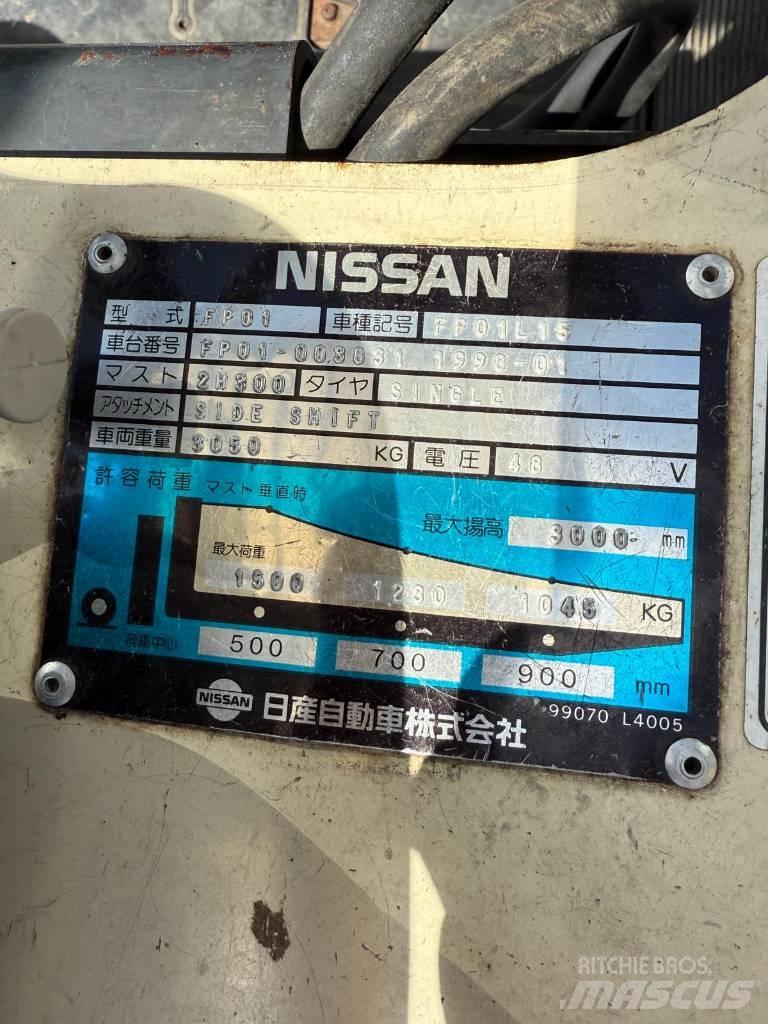 NISSAN
型 式 FP01 車種記号 FP01L15
車台番号 FP01-003631 1998-01
マスト 2M300 タイヤ SINGLE
アタッチメント SIDE SHIFT
車両重量 3050 KG 電圧 48 V
許容荷重 マスト垂直時
最大揚高 3000 mm
最大荷重
1500 1230 1045 KG
荷重中心 500 700 900 mm
NISSAN 日産自動車株式会社 99070 L4005
RITCHIE BROS.
MASCUS